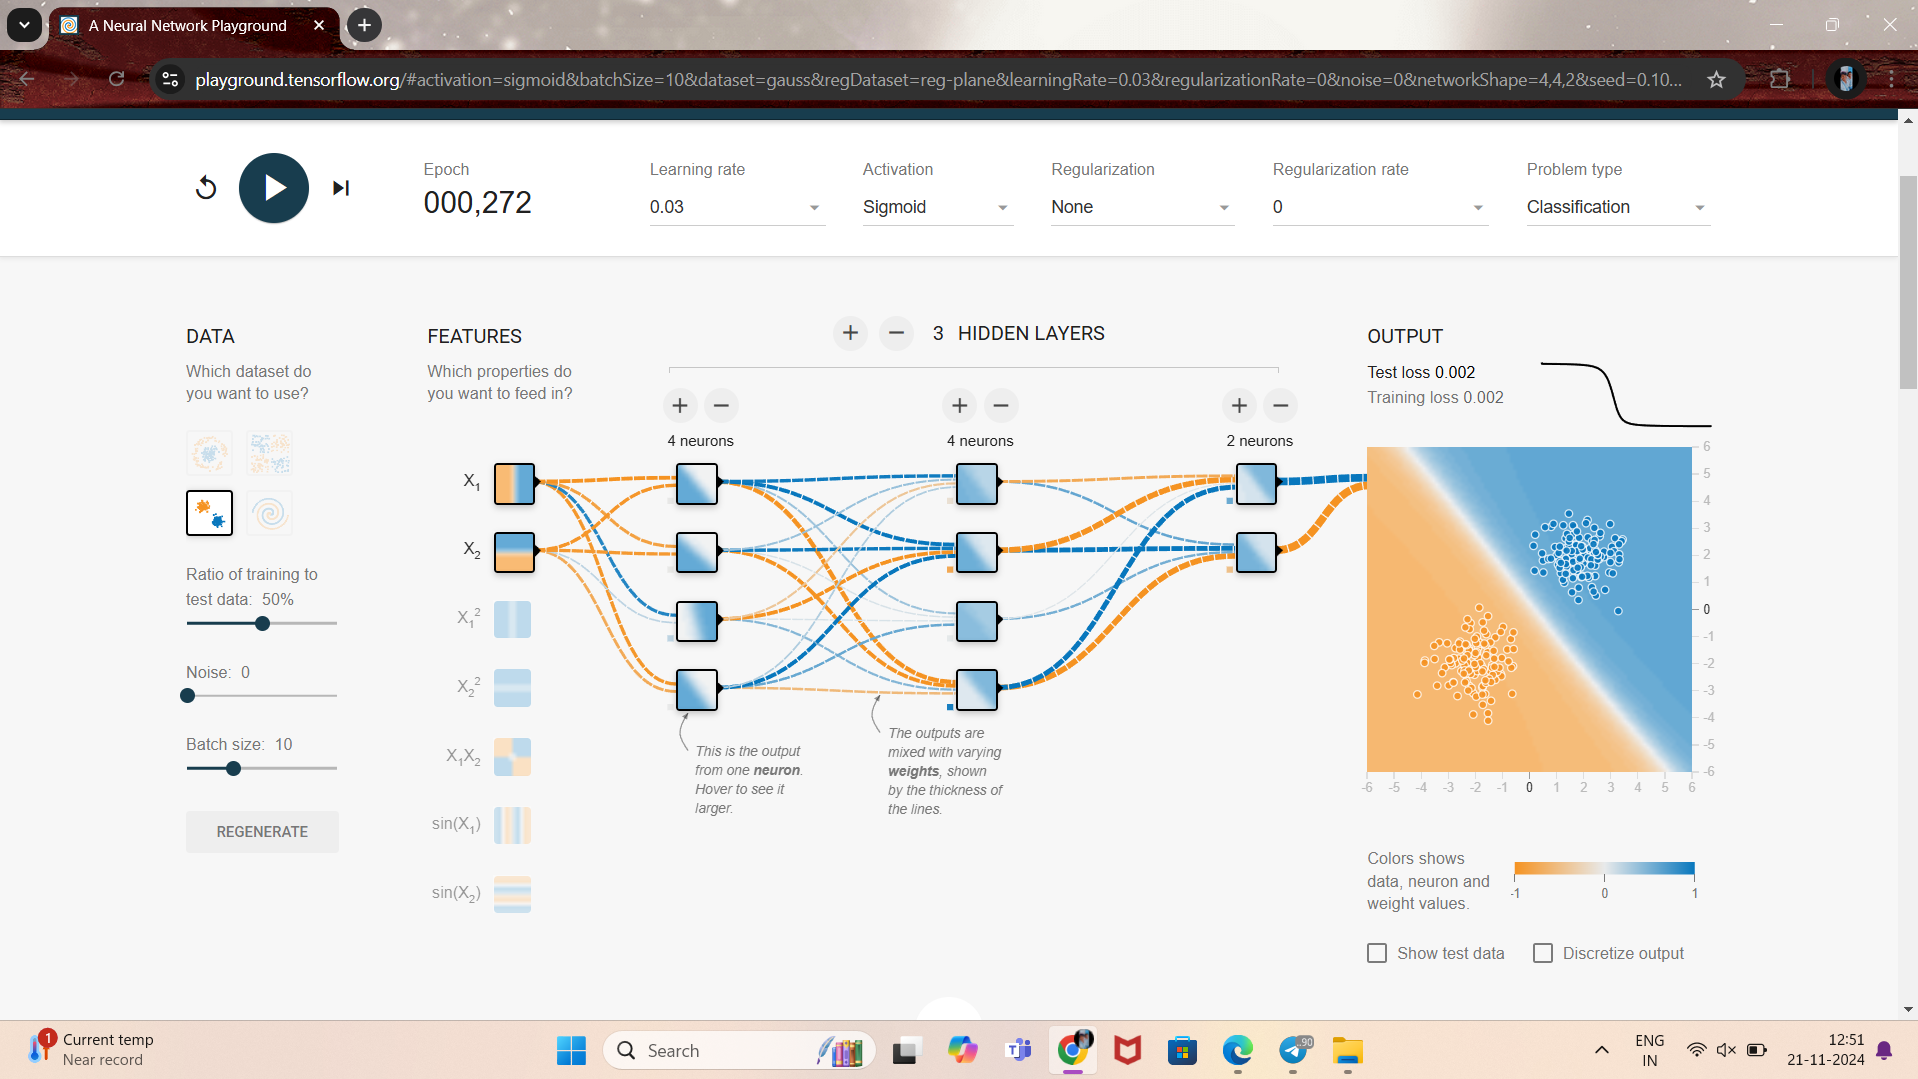 A Neural Network Playground
playground.tensorflow.org/#activation=sigmoid&batchSize=10&dataset=gauss&regDataset=reg-plane&learningRate=0.03&regularizationRate=0&noise=0&networkShape=4,4,2&seed=0.10...
Epoch
000,272
Learning rate
0.03
Activation
Sigmoid
Regularization
None
Regularization rate
0
Problem type
Classification
DATA
Which dataset do
you want to use?
Ratio of training to
test data: 50%
Noise: 0
Batch size: 10
REGENERATE
FEATURES
Which properties do
you want to feed in?
X1
X2
X1²
X2²
X1X2
sin(X1)
sin(X2)
+ − 3 HIDDEN LAYERS
+ −
4 neurons
+ −
4 neurons
+ −
2 neurons
This is the output
from one neuron.
Hover to see it
larger.
The outputs are
mixed with varying
weights, shown
by the thickness of
the lines.
OUTPUT
Test loss 0.002
Training loss 0.002
6
5
4
3
2
1
0
-1
-2
-3
-4
-5
-6
-6 -5 -4 -3 -2 -1 0 1 2 3 4 5 6
Colors shows
data, neuron and
weight values.
-1 0 1
Show test data
Discretize output
1
Current temp
Near record
Search
90
ENG
IN
12:51
21-11-2024